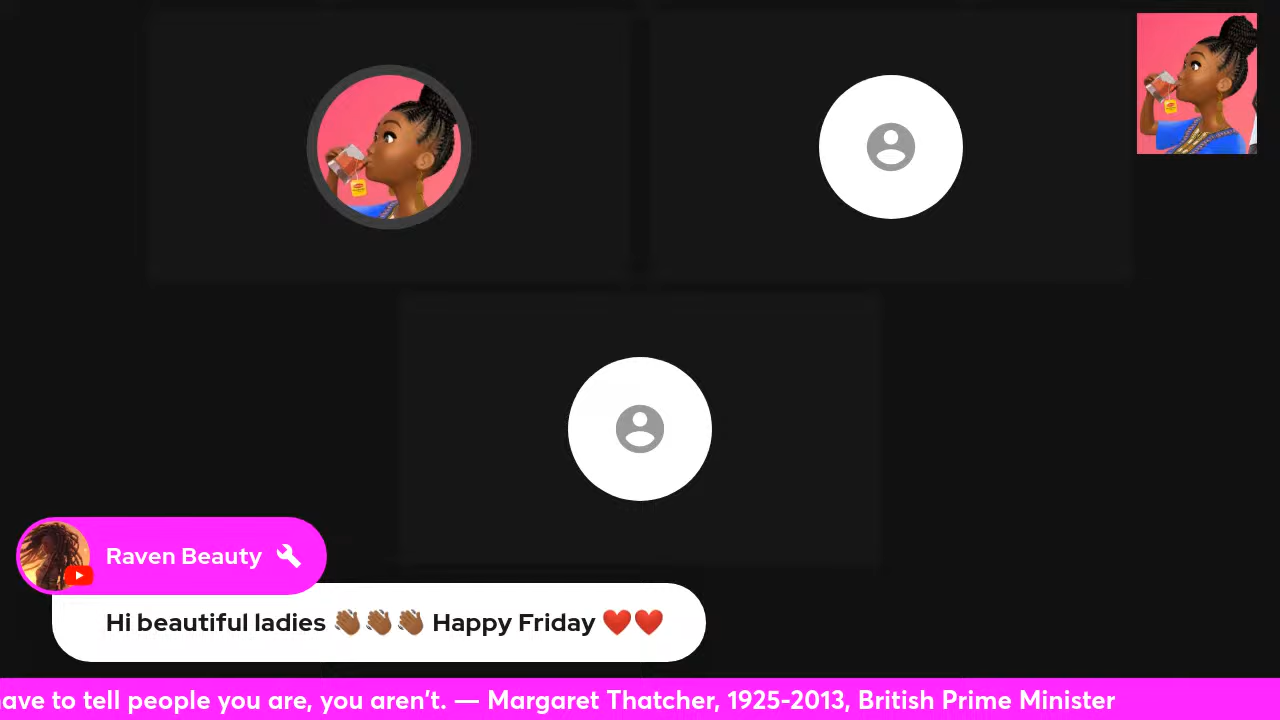 Raven Beauty
Hi beautiful ladies 👋🏾👋🏾👋🏾 Happy Friday ❤️❤️
have to tell people you are, you aren't. — Margaret Thatcher, 1925-2013, British Prime Minister